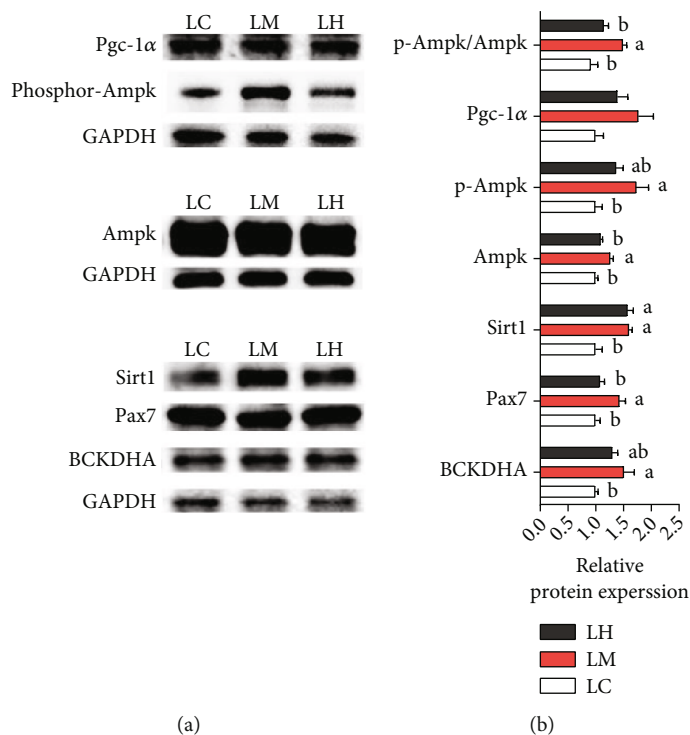 LC LM LH
Pgc-1α
Phosphor-Ampk
GAPDH
LC LM LH
Ampk
GAPDH
LC LM LH
Sirt1
Pax7
BCKDHA
GAPDH
(a)
b
p-Ampk/Ampk a
b
Pgc-1α
ab
p-Ampk a
b
b
Ampk a
b
a
Sirt1 a
b
b
Pax7 a
b
ab
BCKDHA a
b
0.0 0.5 1.0 1.5 2.0 2.5
Relative
protein experssion
LH
LM
LC
(b)